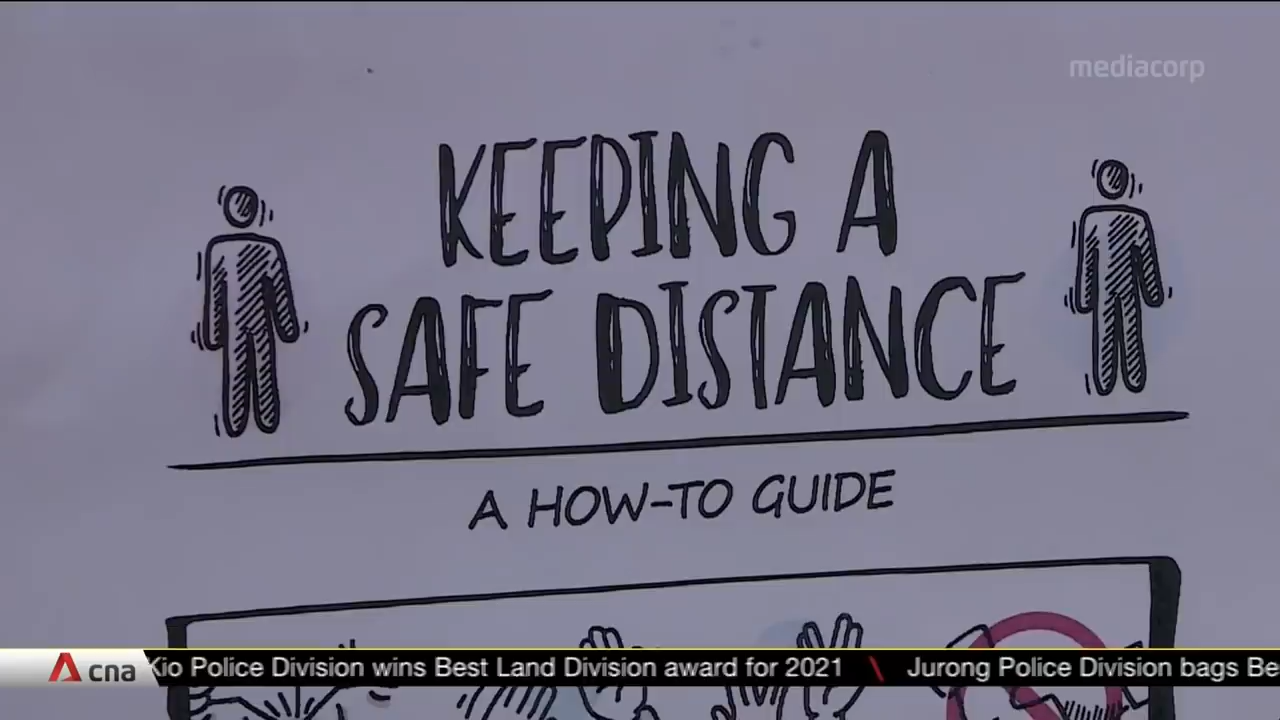 mediacorp
KEEPING A
SAFE DISTANCE
A HOW-TO GUIDE
cna
Kio Police Division wins Best Land Division award for 2021 \ Jurong Police Division bags Be